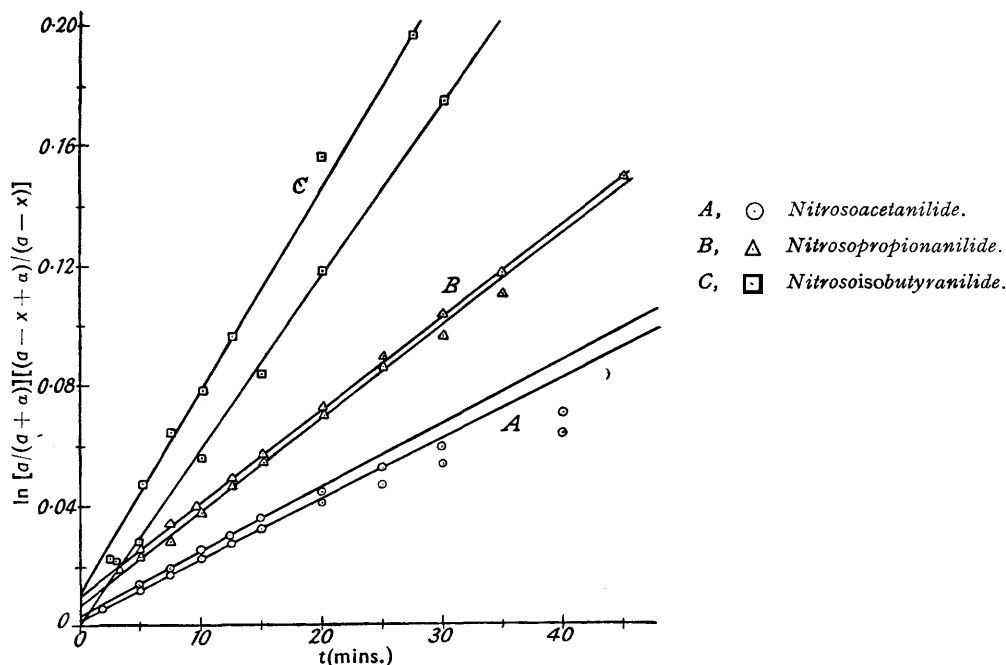 0·20
0·16
0·12
0·08
0·04
0
ln [a/(a + α)][(a − x + α)/(a − x)]
0
10
20
30
40
t(mins.)
C
B
A
A, Nitrosoacetanilide.
B, Nitrosopropionanilide.
C, Nitrosoisobutyranilide.